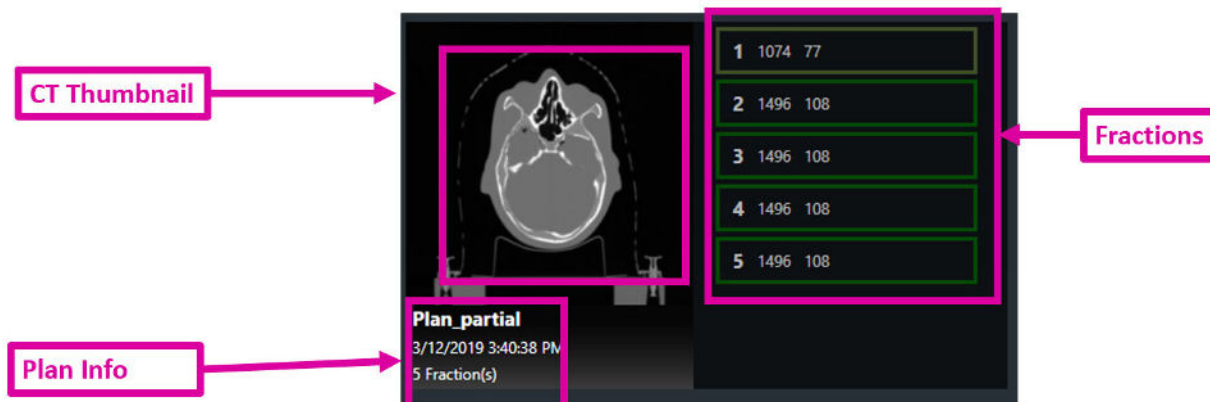 CT Thumbnail
1 1074 77
2 1496 108
3 1496 108
4 1496 108
5 1496 108
Fractions
Plan_partial
3/12/2019 3:40:38 PM
5 Fraction(s)
Plan Info